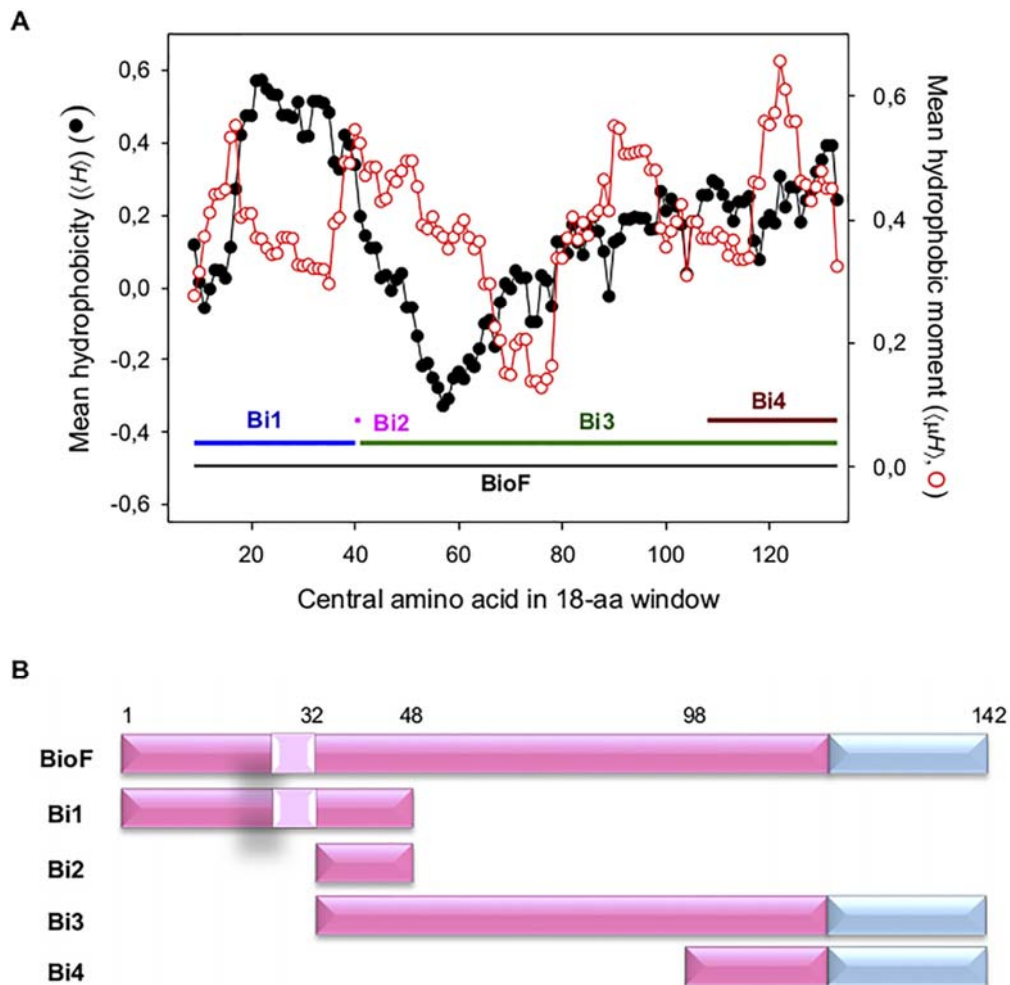 A
Mean hydrophobicity (⟨H⟩) (●)
0,6
0,4
0,2
0,0
-0,2
-0,4
-0,6
Mean hydrophobic moment (⟨μH⟩, ○)
0,6
0,4
0,2
0,0
Bi1
Bi2
Bi3
Bi4
BioF
20 40 60 80 100 120
Central amino acid in 18-aa window
B
1 32 48 98 142
BioF
Bi1
Bi2
Bi3
Bi4